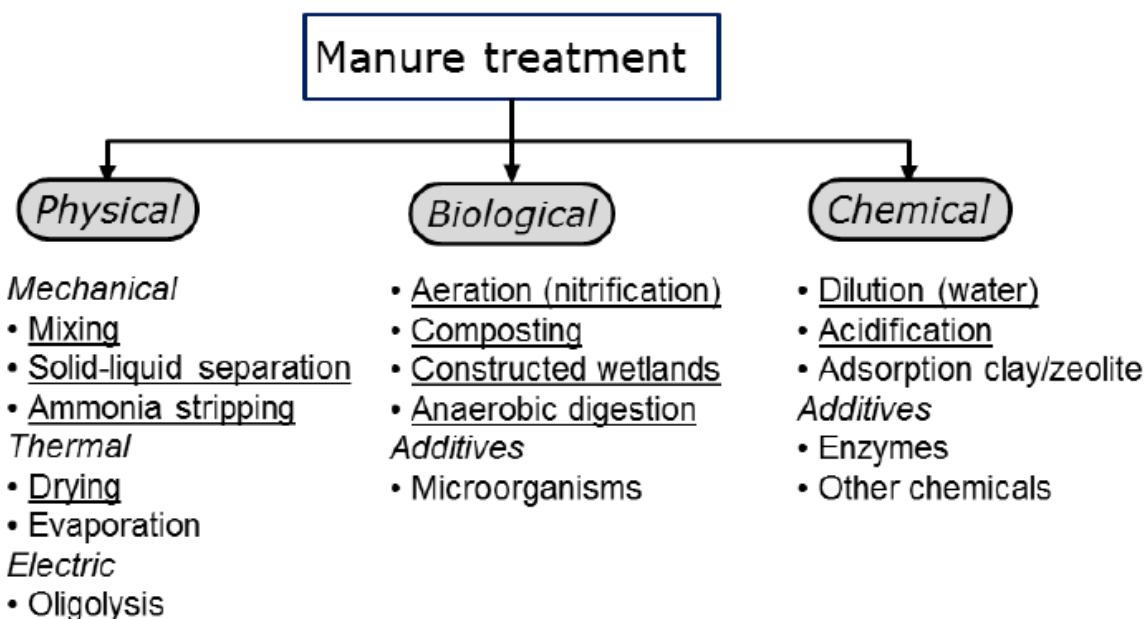 Manure treatment
Physical
Mechanical
• Mixing
• Solid-liquid separation
• Ammonia stripping
Thermal
• Drying
• Evaporation
Electric
• Oligolysis
Biological
• Aeration (nitrification)
• Composting
• Constructed wetlands
• Anaerobic digestion
Additives
• Microorganisms
Chemical
• Dilution (water)
• Acidification
• Adsorption clay/zeolite
Additives
• Enzymes
• Other chemicals